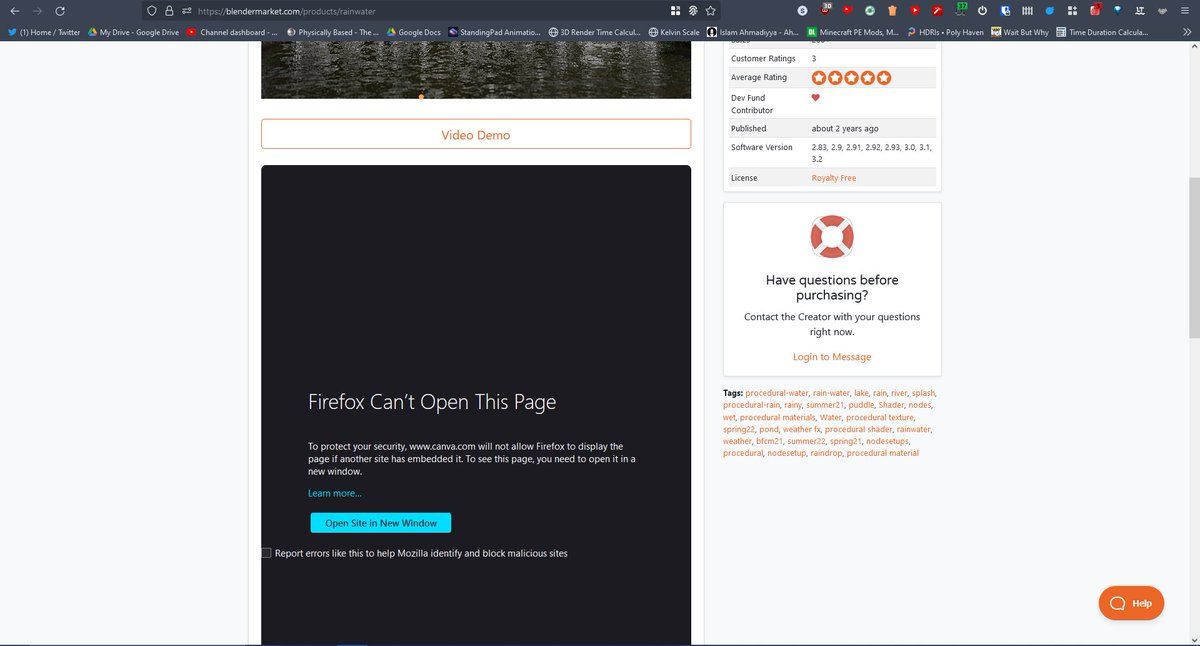 https://blendermarket.com/products/rainwater
30
37
(1) Home / Twitter
My Drive - Google Drive
Channel dashboard - ...
Physically Based - The ...
Google Docs
StandingPad Animatio...
3D Render Time Calcul...
Kelvin Scale
Islam Ahmadiyya - Ah...
Minecraft PE Mods, M...
HDRIs • Poly Haven
Wait But Why
Time Duration Calcula...
Customer Ratings 3
Average Rating
Dev Fund
Contributor
Published about 2 years ago
Software Version 2.83, 2.9, 2.91, 2.92, 2.93, 3.0, 3.1,
3.2
License Royalty Free
Video Demo
Firefox Can’t Open This Page
To protect your security, www.canva.com will not allow Firefox to display the
page if another site has embedded it. To see this page, you need to open it in a
new window.
Learn more...
Open Site in New Window
Report errors like this to help Mozilla identify and block malicious sites
Have questions before
purchasing?
Contact the Creator with your questions
right now.
Login to Message
Tags: procedural-water, rain-water, lake, rain, river, splash,
procedural-rain, rainy, summer21, puddle, Shader, nodes,
wet, procedural materials, Water, procedural texture,
spring22, pond, weather fx, procedural shader, rainwater,
weather, bfcm21, summer22, spring21, nodesetups,
procedural, nodesetup, raindrop, procedural material
Help